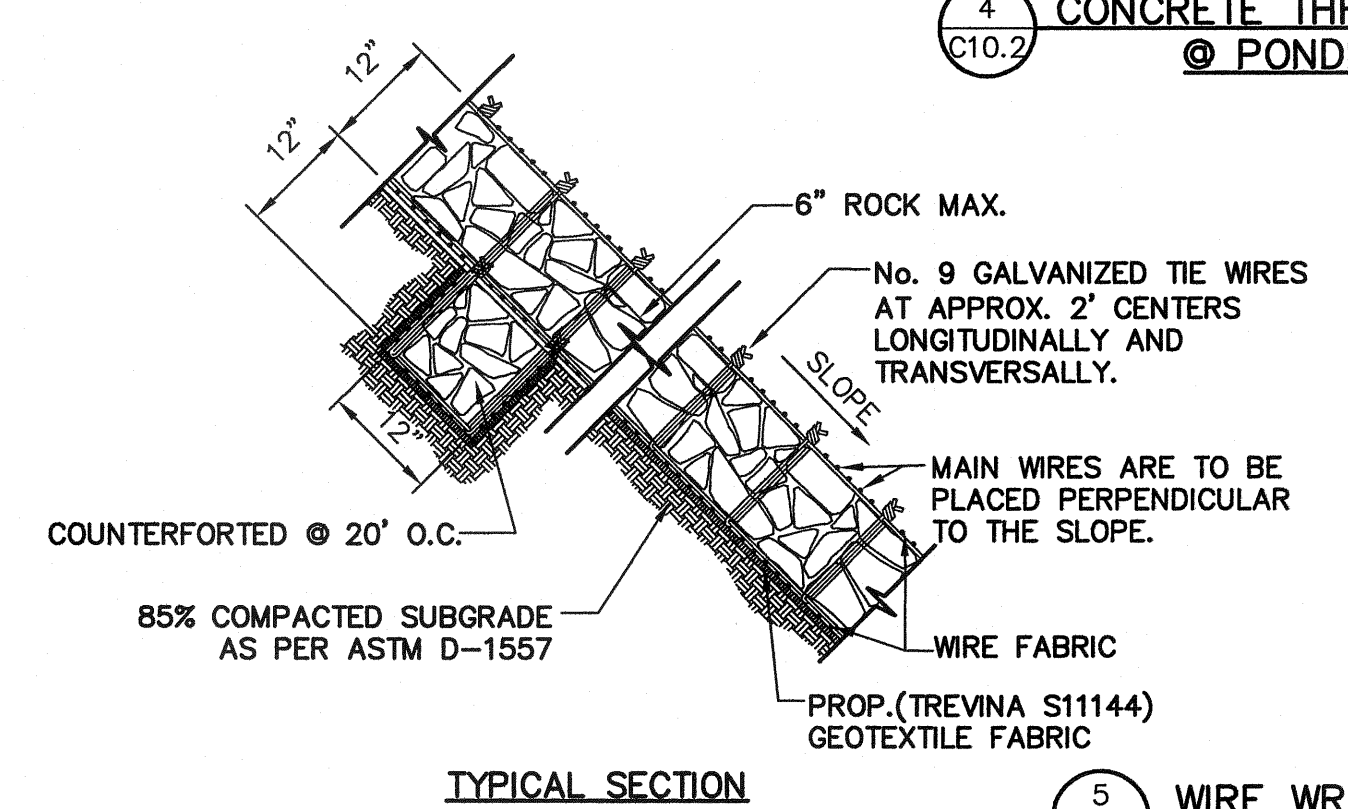 4
C10.2
CONCRETE
@ POND
12"
12"
6" ROCK MAX.
No. 9 GALVANIZED TIE WIRES
AT APPROX. 2' CENTERS
LONGITUDINALLY AND
TRANSVERSALLY.
SLOPE
12"
MAIN WIRES ARE TO BE
PLACED PERPENDICULAR
TO THE SLOPE.
COUNTERFORTED @ 20' O.C.
85% COMPACTED SUBGRADE
AS PER ASTM D-1557
WIRE FABRIC
PROP.(TREVINA S11144)
GEOTEXTILE FABRIC
TYPICAL SECTION
5
WIRE WR